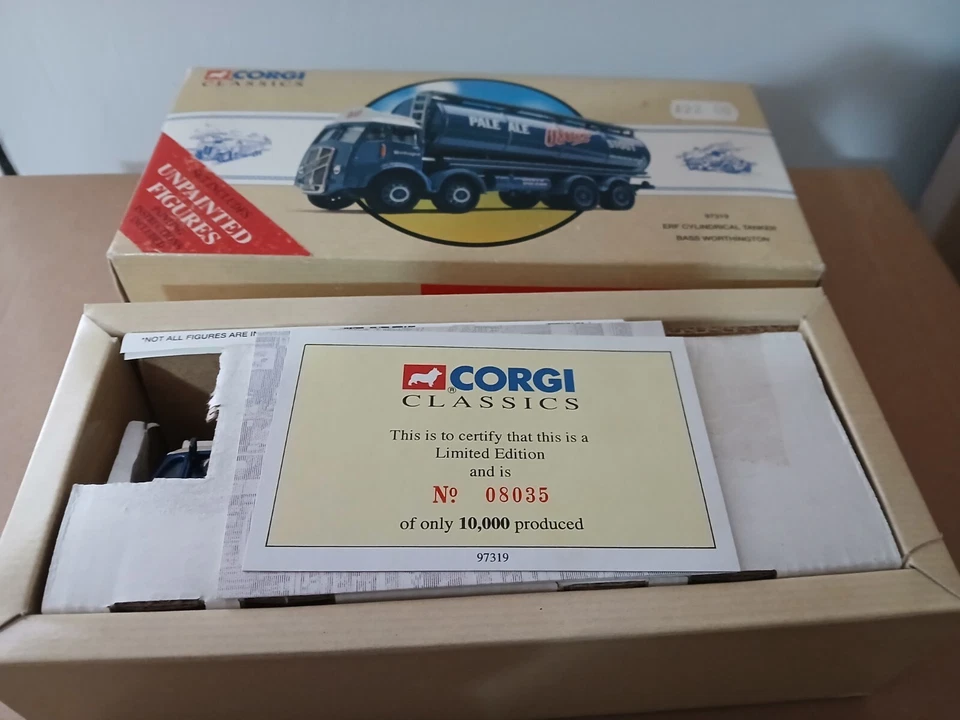 CORGI
CLASSICS
UNPAINTED
FIGURES
PALE ALE
97319
ERF CYLINDRICAL TANKER
BASS WORTHINGTON
*NOT ALL FIGURES ARE IN
CORGI
®
CLASSICS
This is to certify that this is a
Limited Edition
and is
Nº 08035
of only 10,000 produced
97319